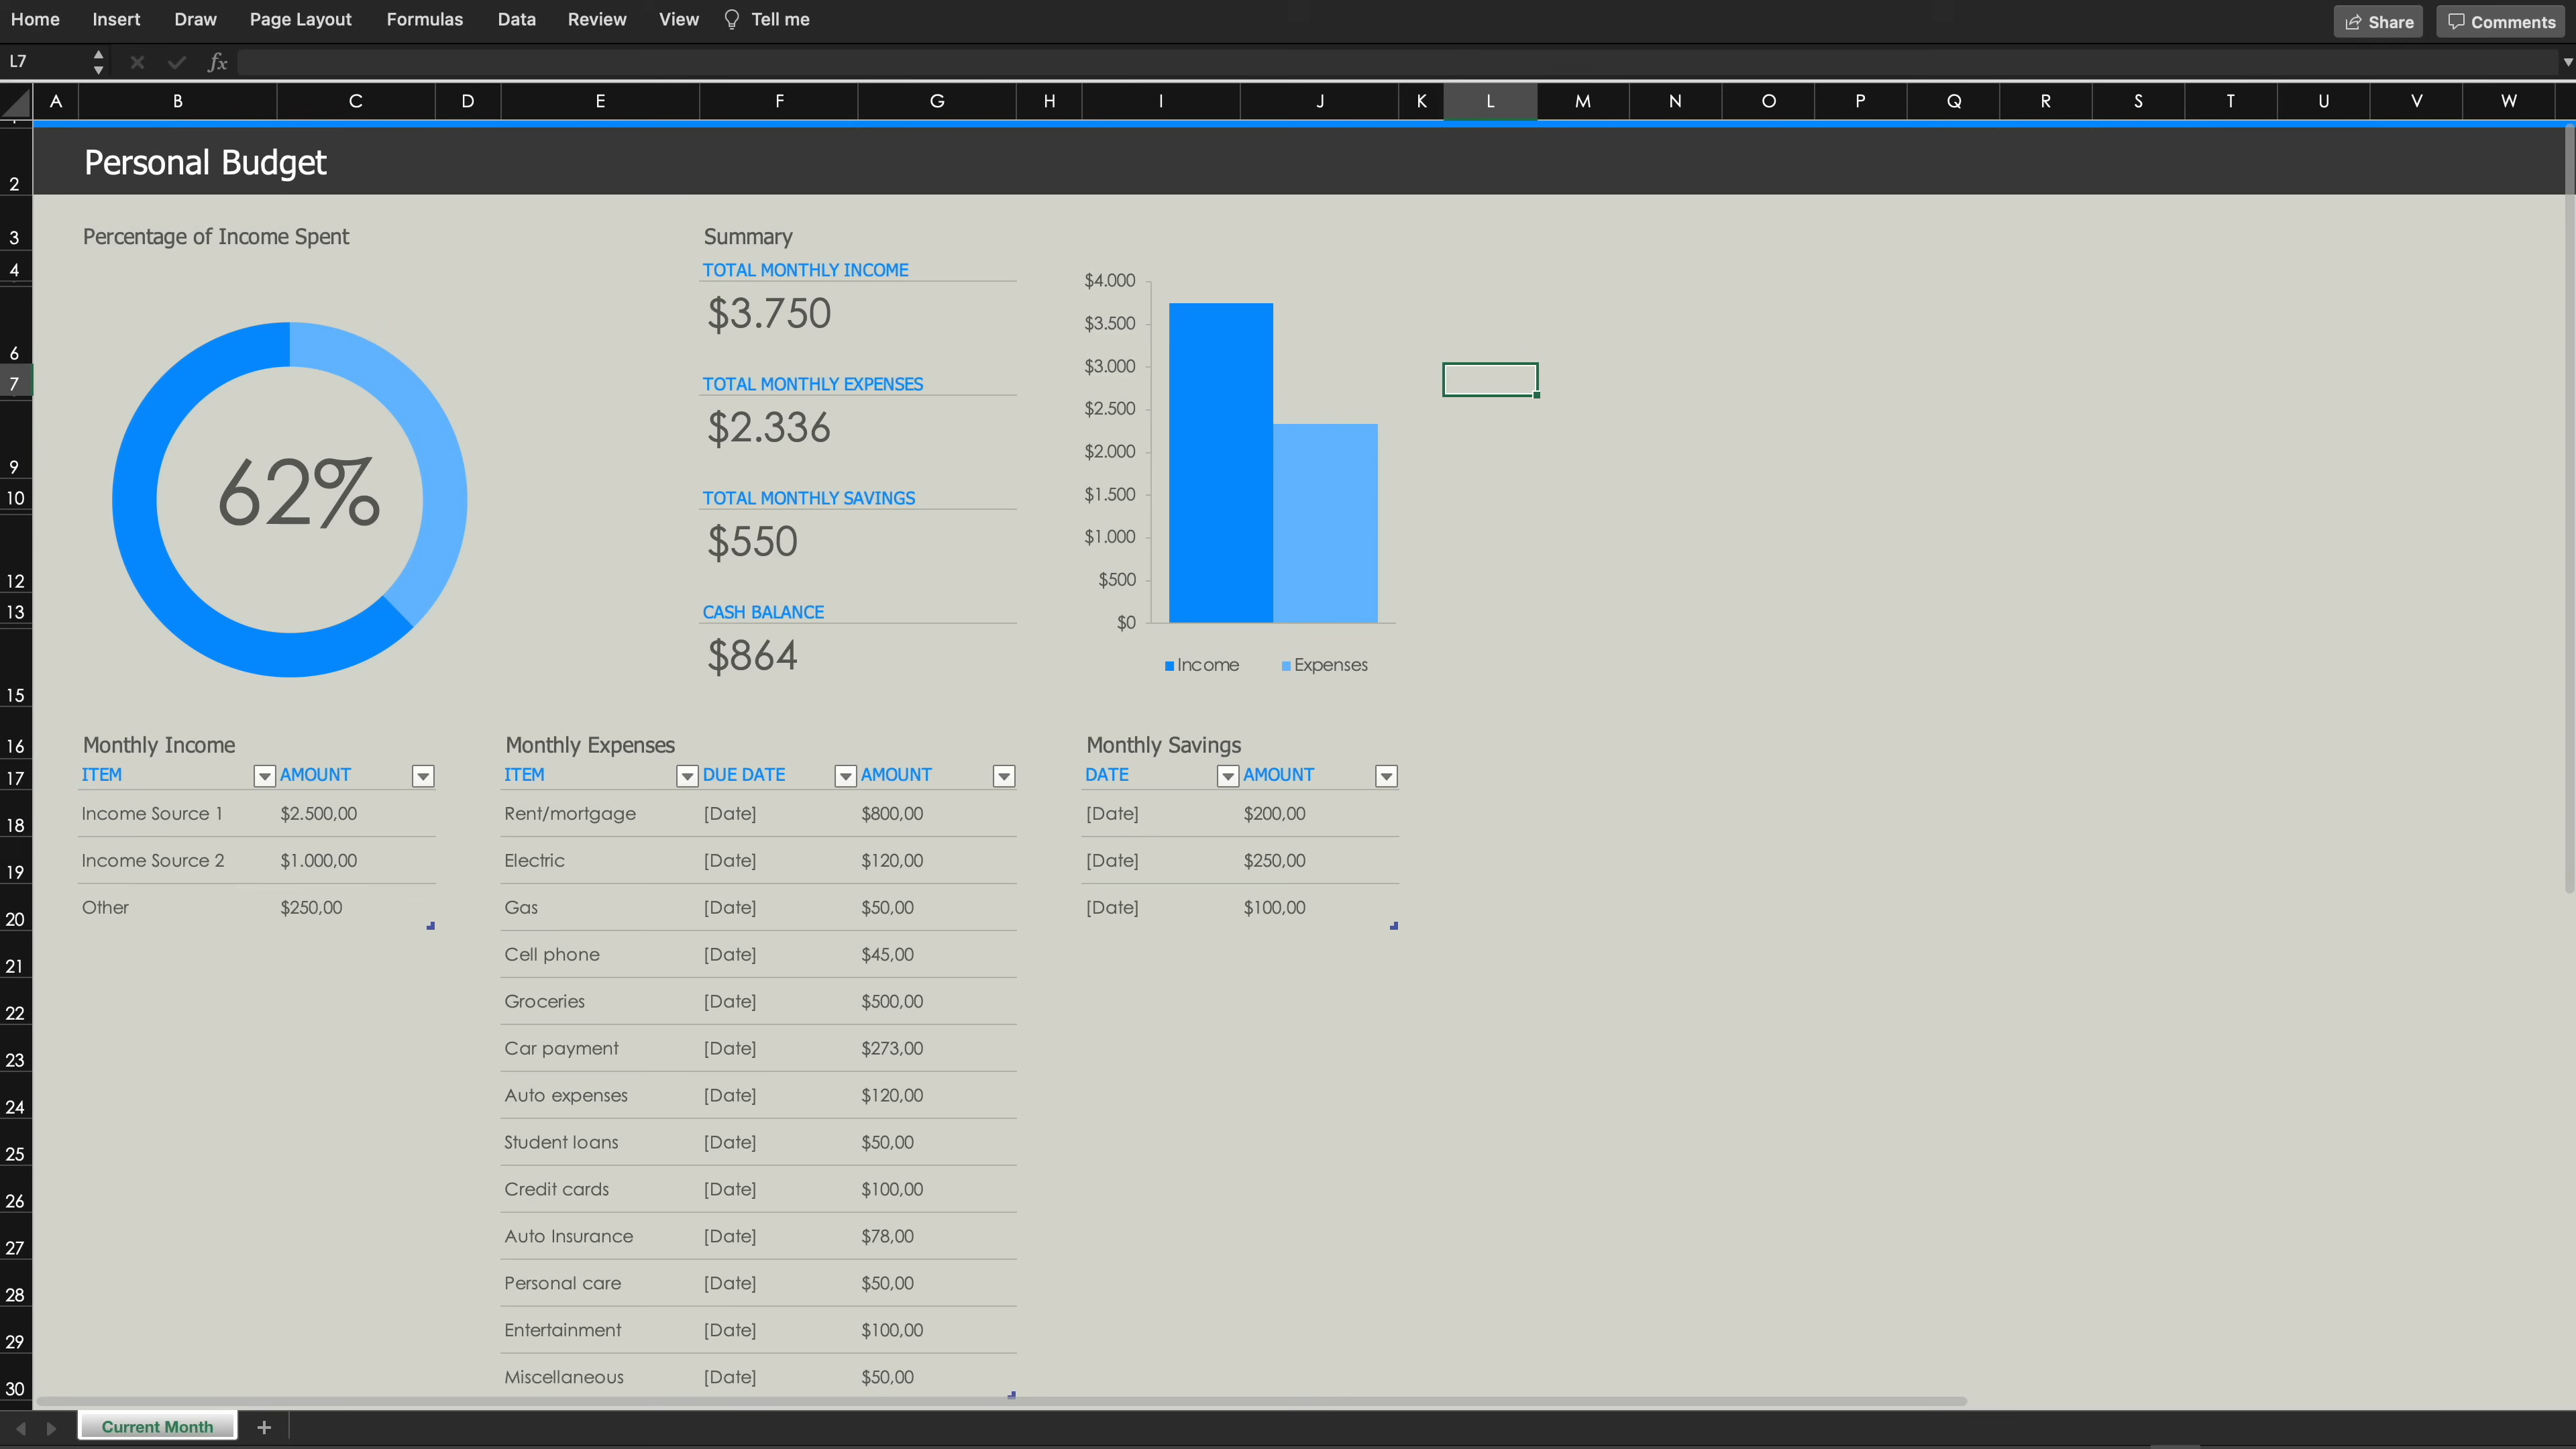 Home Insert Draw Page Layout Formulas Data Review View Tell me Share Comments
L7 fx
A B C D E F G H I J K L M N O P Q R S T U V W
2 Personal Budget
3 Percentage of Income Spent Summary
4 TOTAL MONTHLY INCOME
$3.750
6
7 TOTAL MONTHLY EXPENSES
$2.336
9
62%
10 TOTAL MONTHLY SAVINGS
$550
12
13 CASH BALANCE
$864
15
$4.000
$3.500
$3.000
$2.500
$2.000
$1.500
$1.000
$500
$0
Income Expenses
16 Monthly Income Monthly Expenses Monthly Savings
17 ITEM AMOUNT ITEM DUE DATE AMOUNT DATE AMOUNT
18 Income Source 1 $2.500,00 Rent/mortgage [Date] $800,00 [Date] $200,00
19 Income Source 2 $1.000,00 Electric [Date] $120,00 [Date] $250,00
20 Other $250,00 Gas [Date] $50,00 [Date] $100,00
21 Cell phone [Date] $45,00
22 Groceries [Date] $500,00
23 Car payment [Date] $273,00
24 Auto expenses [Date] $120,00
25 Student loans [Date] $50,00
26 Credit cards [Date] $100,00
27 Auto Insurance [Date] $78,00
28 Personal care [Date] $50,00
29 Entertainment [Date] $100,00
30 Miscellaneous [Date] $50,00
Current Month +